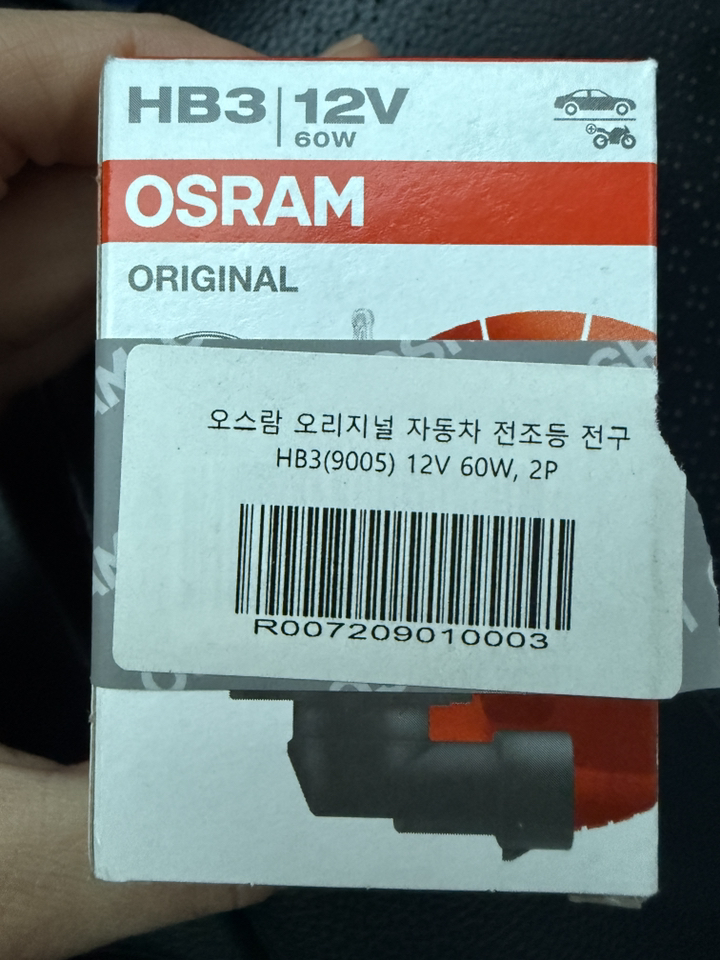 HB3 12V
60W
OSRAM
ORIGINAL
오스람 오리지널 자동차 전조등 전구
HB3(9005) 12V 60W, 2P
R007209010003